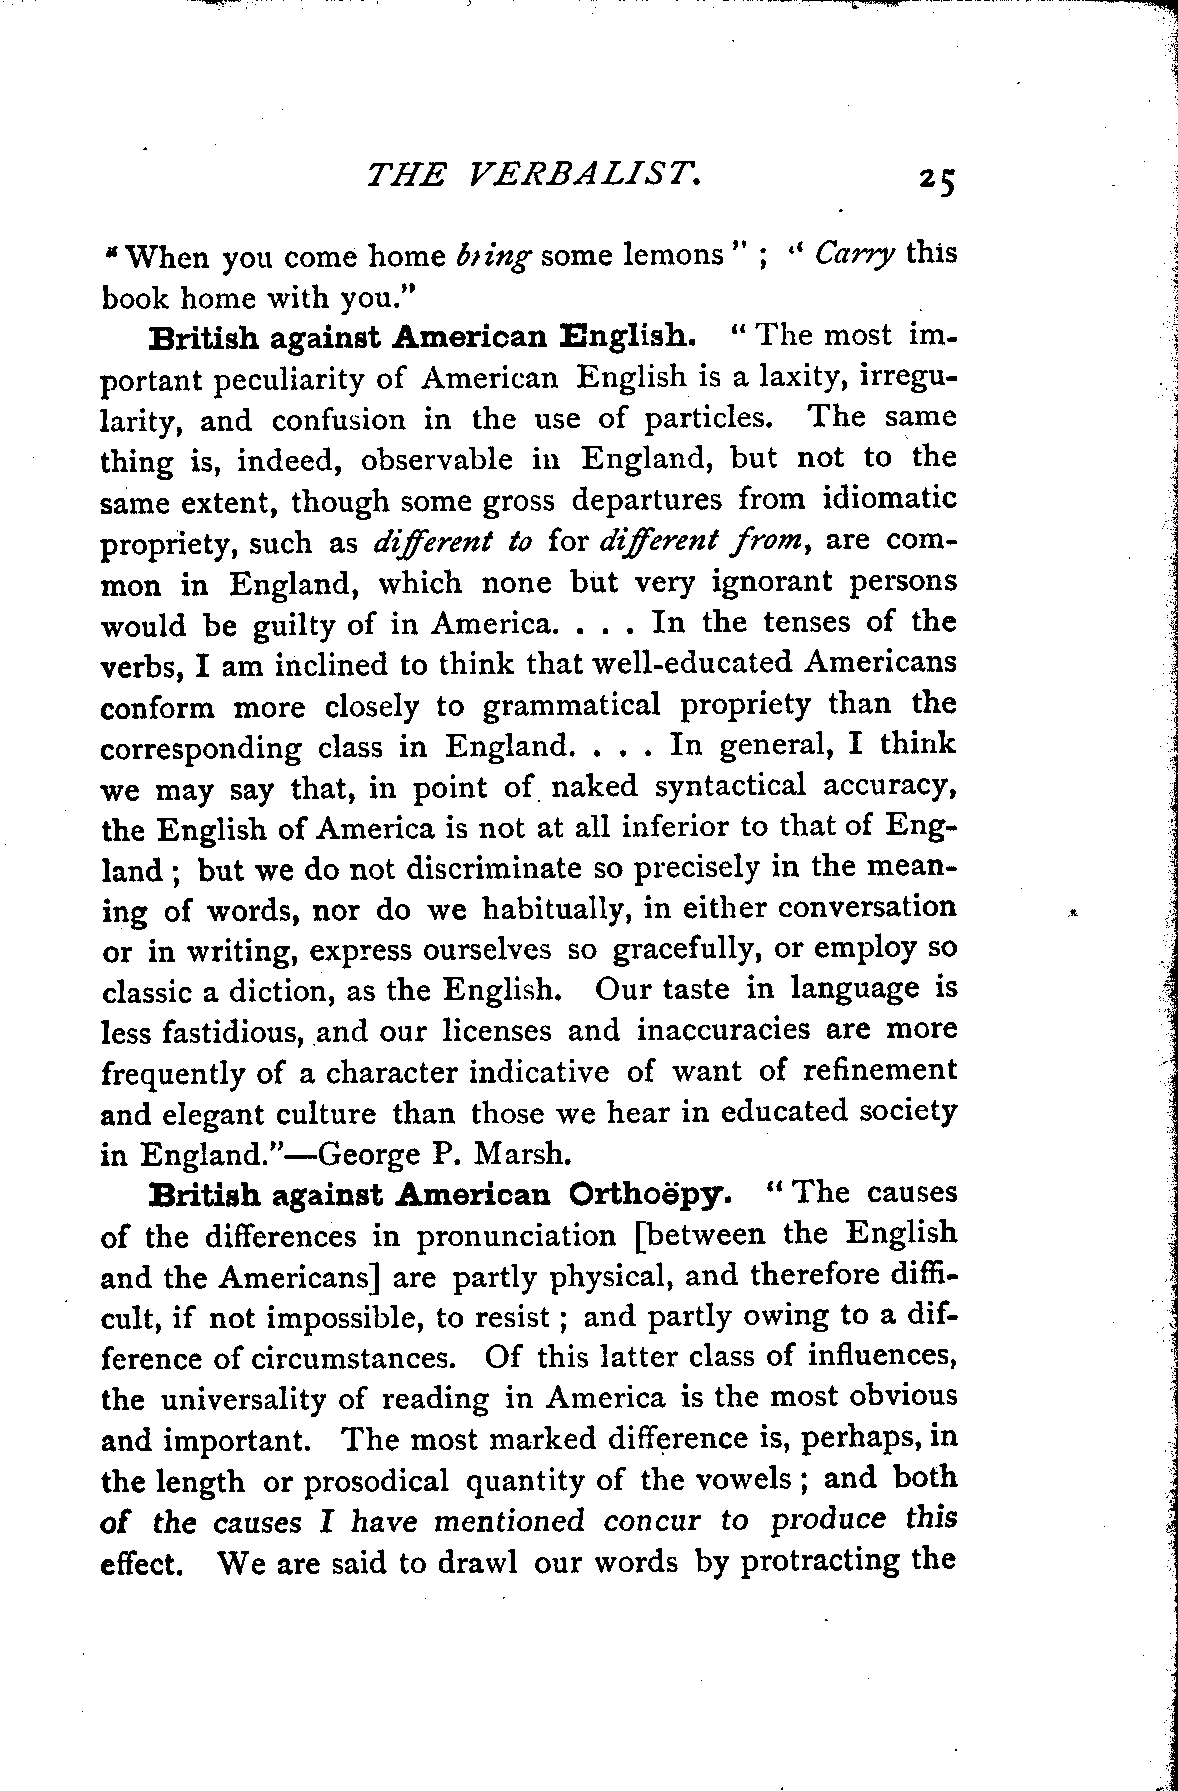 THE VERBALIST. 25
"When you come home bring some lemons" ; "Carry this
book home with you."
British against American English. "The most im-
portant peculiarity of American English is a laxity, irregu-
larity, and confusion in the use of particles. The same
thing is, indeed, observable in England, but not to the
same extent, though some gross departures from idiomatic
propriety, such as different to for different from, are com-
mon in England, which none but very ignorant persons
would be guilty of in America. . . . In the tenses of the
verbs, I am inclined to think that well-educated Americans
conform more closely to grammatical propriety than the
corresponding class in England. . . . In general, I think
we may say that, in point of naked syntactical accuracy,
the English of America is not at all inferior to that of Eng-
land ; but we do not discriminate so precisely in the mean-
ing of words, nor do we habitually, in either conversation
or in writing, express ourselves so gracefully, or employ so
classic a diction, as the English. Our taste in language is
less fastidious, and our licenses and inaccuracies are more
frequently of a character indicative of want of refinement
and elegant culture than those we hear in educated society
in England."—George P. Marsh.
British against American Orthoëpy. "The causes
of the differences in pronunciation [between the English
and the Americans] are partly physical, and therefore diffi-
cult, if not impossible, to resist ; and partly owing to a dif-
ference of circumstances. Of this latter class of influences,
the universality of reading in America is the most obvious
and important. The most marked difference is, perhaps, in
the length or prosodical quantity of the vowels ; and both
of the causes I have mentioned concur to produce this
effect. We are said to drawl our words by protracting the